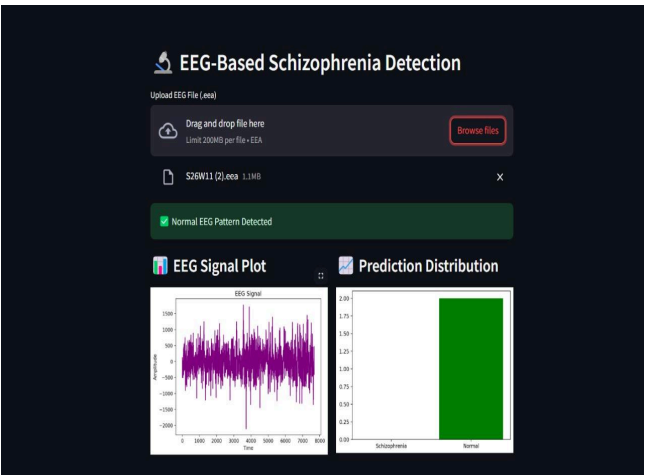 EEG-Based Schizophrenia Detection
Upload EEG File (.eea)
Drag and drop file here
Limit 200MB per file • EEA
Browse files
S26W11 (2).eea 1.1MB
Normal EEG Pattern Detected
EEG Signal Plot
Prediction Distribution
EEG Signal
1500
1000
500
0
−500
−1000
−1500
−2000
Amplitude
0 1000 2000 3000 4000 5000 6000 7000 8000
Time
2.00
1.75
1.50
1.25
1.00
0.75
0.50
0.25
0.00
Schizophrenia Normal